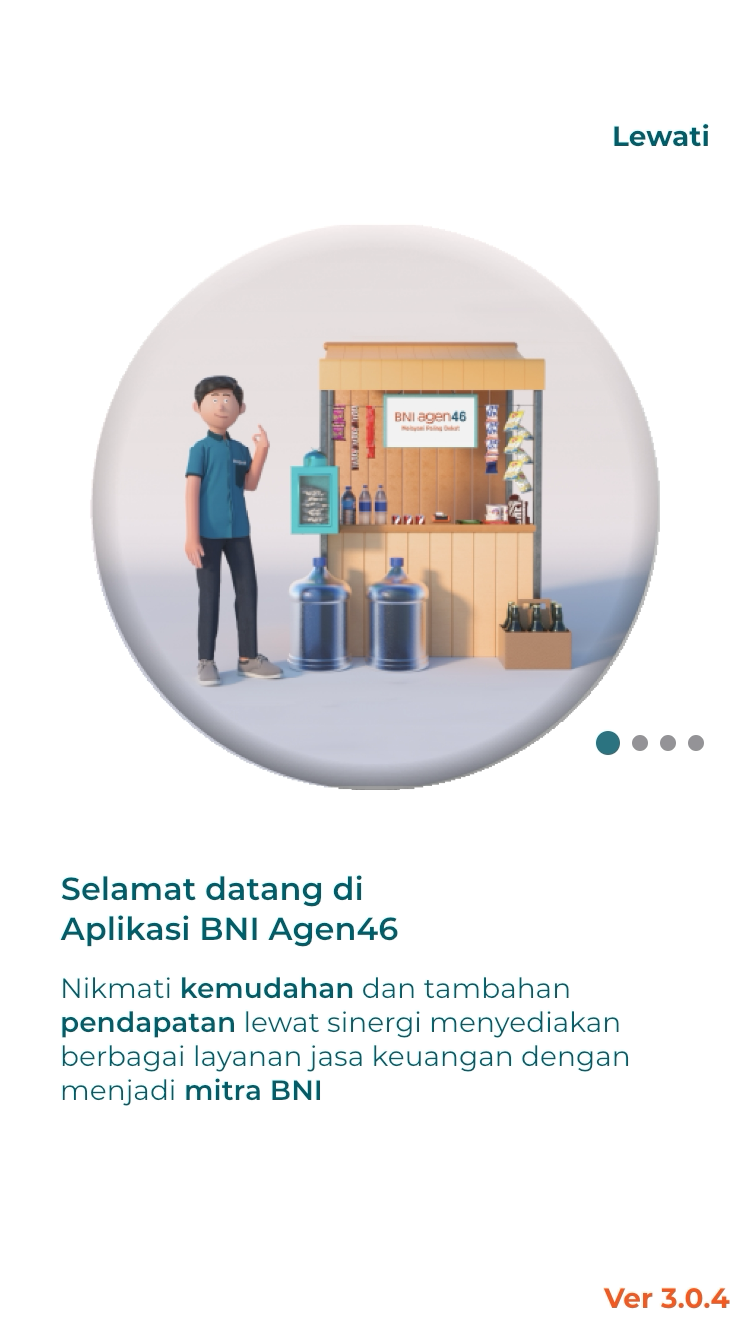 Lewati
BNI agen46
Menjadi Paling Dekat
Selamat datang di
Aplikasi BNI Agen46
Nikmati kemudahan dan tambahan
pendapatan lewat sinergi menyediakan
berbagai layanan jasa keuangan dengan
menjadi mitra BNI
Ver 3.0.4